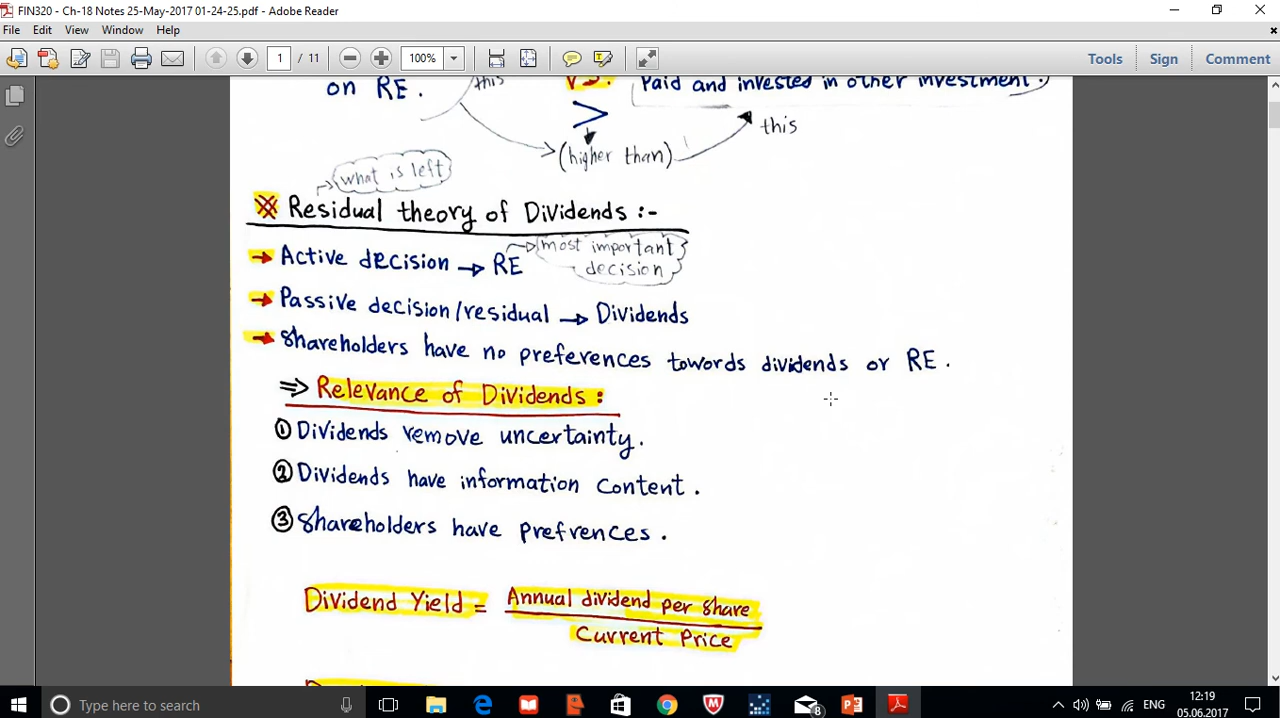 FIN320 - Ch-18 Notes 25-May-2017 01-24-25.pdf - Adobe Reader
File Edit View Window Help
1 / 11 100% Tools Sign Comment
on RE. this vs. Paid and invested in other investment.
>
this
(higher than)
what is left
Residual theory of Dividends :-
Active decision → RE most important decision
Passive decision/residual → Dividends
Shareholders have no preferences towords dividends or RE.
⇒ Relevance of Dividends :
① Dividends remove uncertainty.
② Dividends have information content.
③ Shareholders have prefrences.
Dividend Yield = Annual dividend per share
Current Price
Type here to search
8
ENG
12:19
05.06.2017